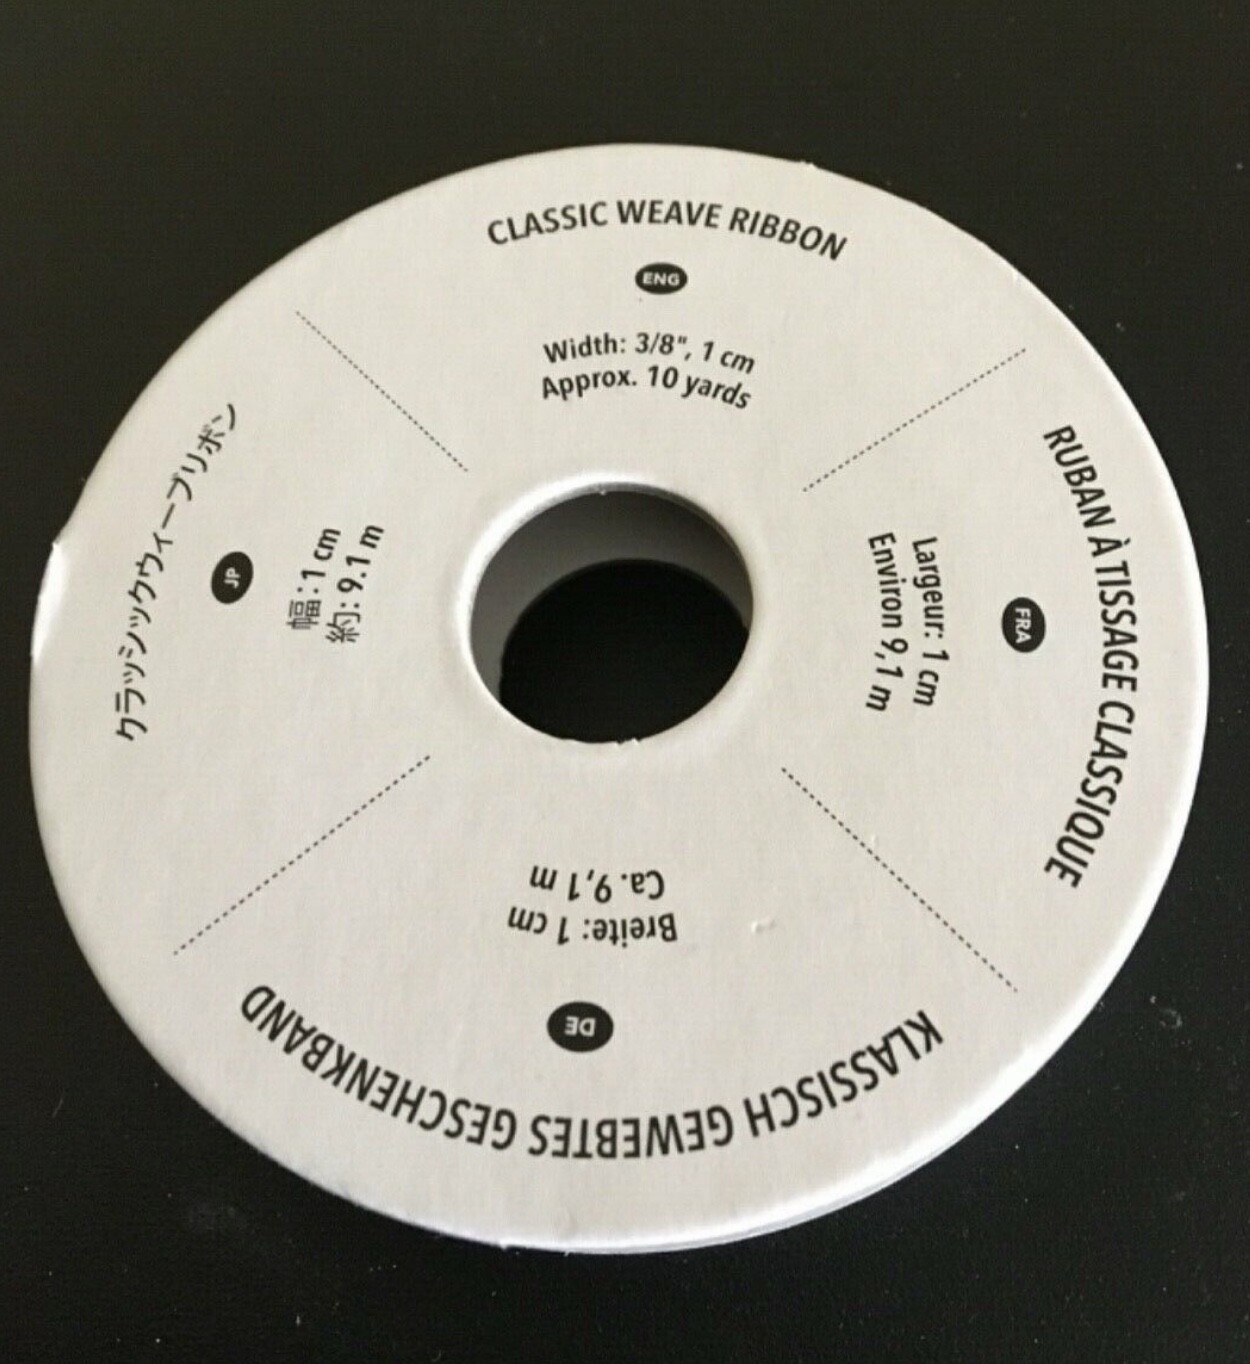 CLASSIC WEAVE RIBBON
ENG
Width: 3/8", 1 cm
Approx. 10 yards
RUBAN À TISSAGE CLASSIQUE
FRA
Largeur: 1 cm
Environ 9,1 m
KLASSISCH GEWEBTES GESCHENKBAND
DE
Breite: 1 cm
Ca. 9,1 m
クラッシックウィーブリボン
JP
幅: 1 cm
約: 9.1 m